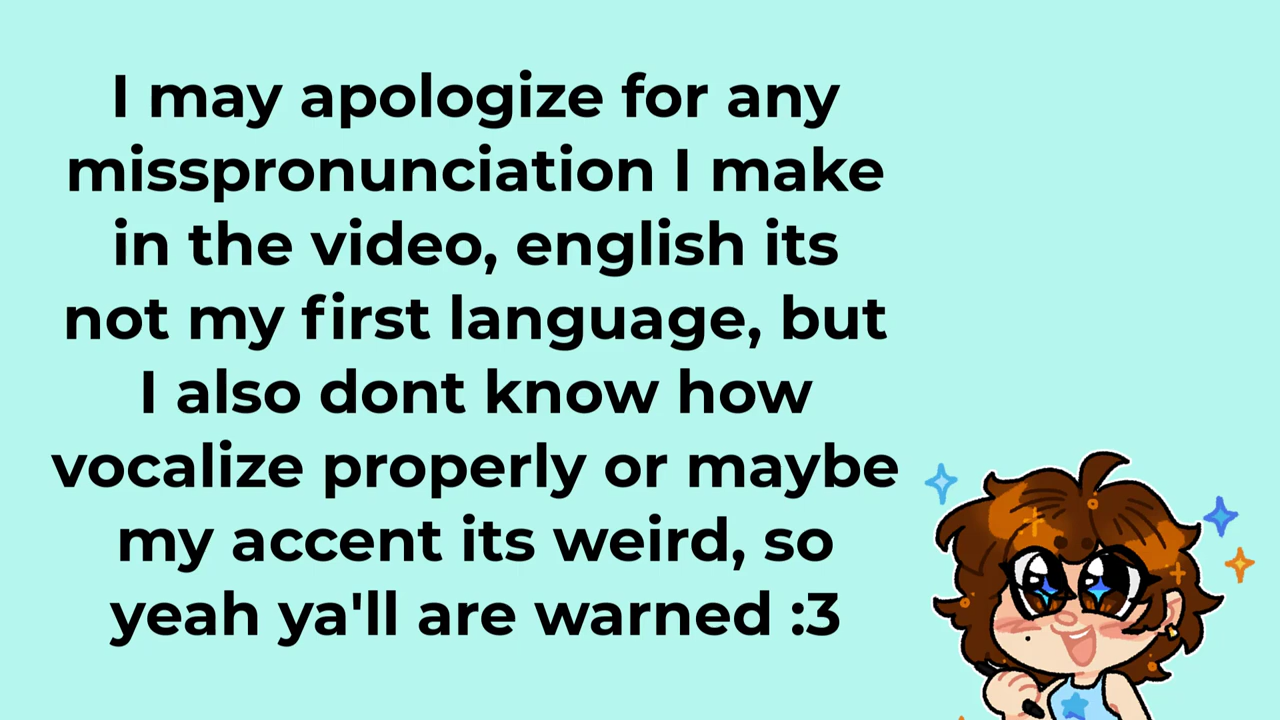 I may apologize for any
misspronunciation I make
in the video, english its
not my first language, but
I also dont know how
vocalize properly or maybe
my accent its weird, so
yeah ya'll are warned :3